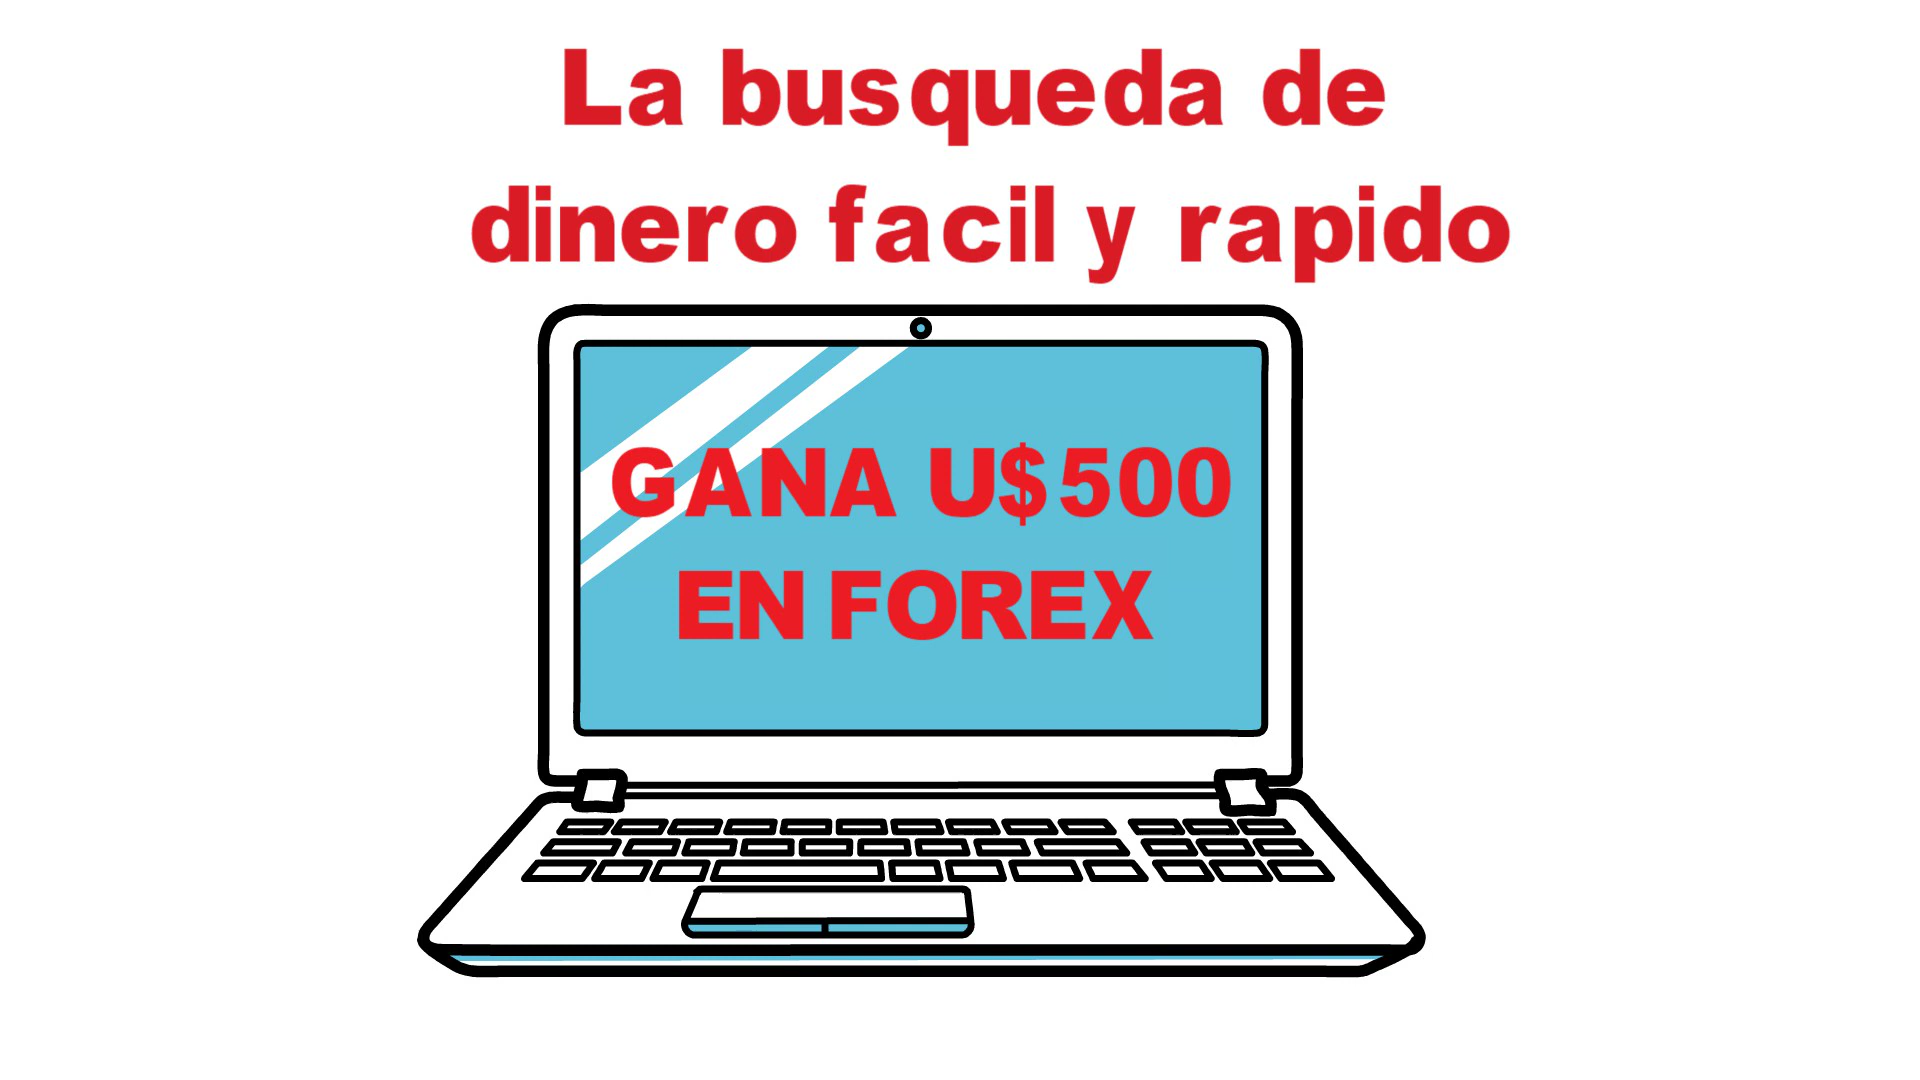 La busqueda de
dinero facil y rapido
GANA U$500
EN FOREX